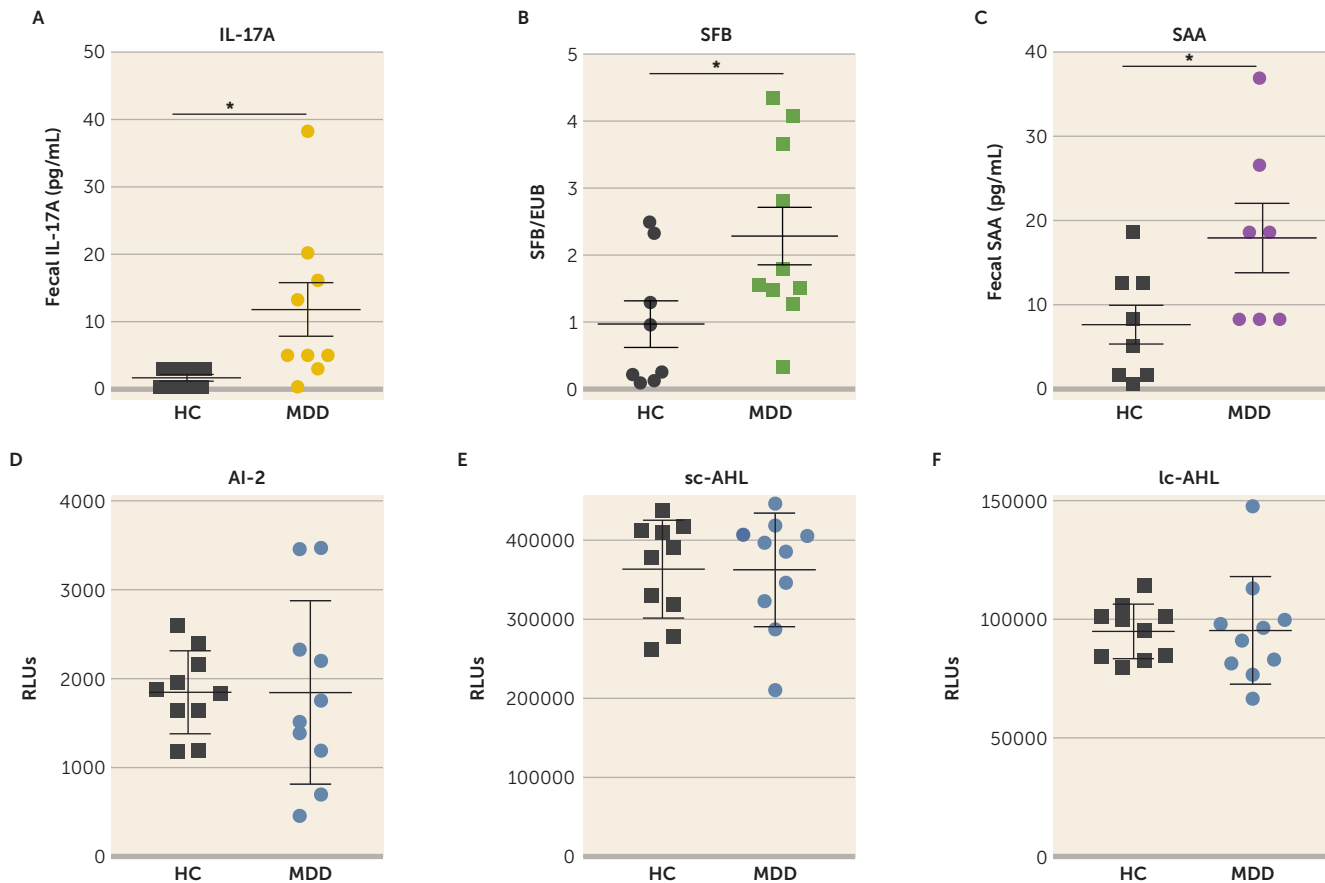 A
IL-17A
Fecal IL-17A (pg/mL)
50
40
30
20
10
0
*
HC
MDD
B
SFB
SFB/EUB
5
4
3
2
1
0
*
HC
MDD
C
SAA
Fecal SAA (pg/mL)
40
30
20
10
0
*
HC
MDD
D
AI-2
RLUs
4000
3000
2000
1000
0
HC
MDD
E
sc-AHL
RLUs
400000
300000
200000
100000
0
HC
MDD
F
lc-AHL
RLUs
150000
100000
50000
0
HC
MDD